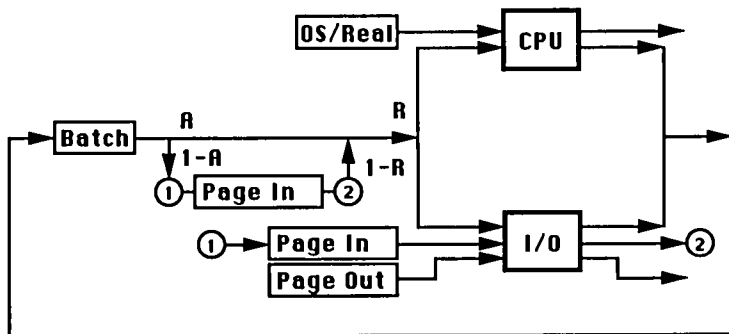 OS/Real
CPU
A
R
Batch
1-A
1-R
1
Page In
2
1
Page In
I/O
2
Page Out